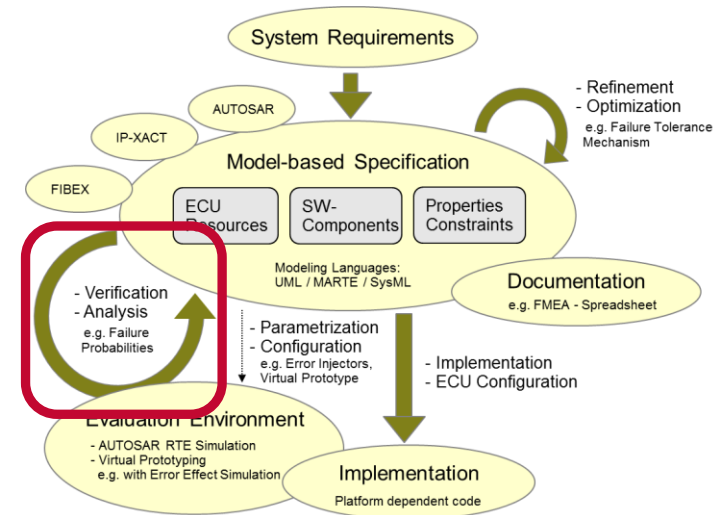 System Requirements
- Refinement
- Optimization
e.g. Failure Tolerance
Mechanism
AUTOSAR
IP-XACT
FIBEX
Model-based Specification
ECU
Resources
SW-
Components
Properties
Constraints
Modeling Languages:
UML / MARTE / SysML
Documentation
e.g. FMEA - Spreadsheet
- Verification
- Analysis
e.g. Failure
Probabilities
- Parametrization
- Configuration
e.g. Error Injectors,
Virtual Prototype
- Implementation
- ECU Configuration
Evaluation Environment
- AUTOSAR RTE Simulation
- Virtual Prototyping
e.g. with Error Effect Simulation
Implementation
Platform dependent code